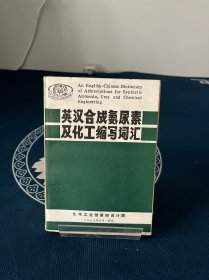 An English-Chinese Dictionary
of Abbreviations for Synthetic
Ammonia, Urea and Chemical
Engineering
英汉合成氨尿素
及化工缩写词汇
化学工业部第四设计院